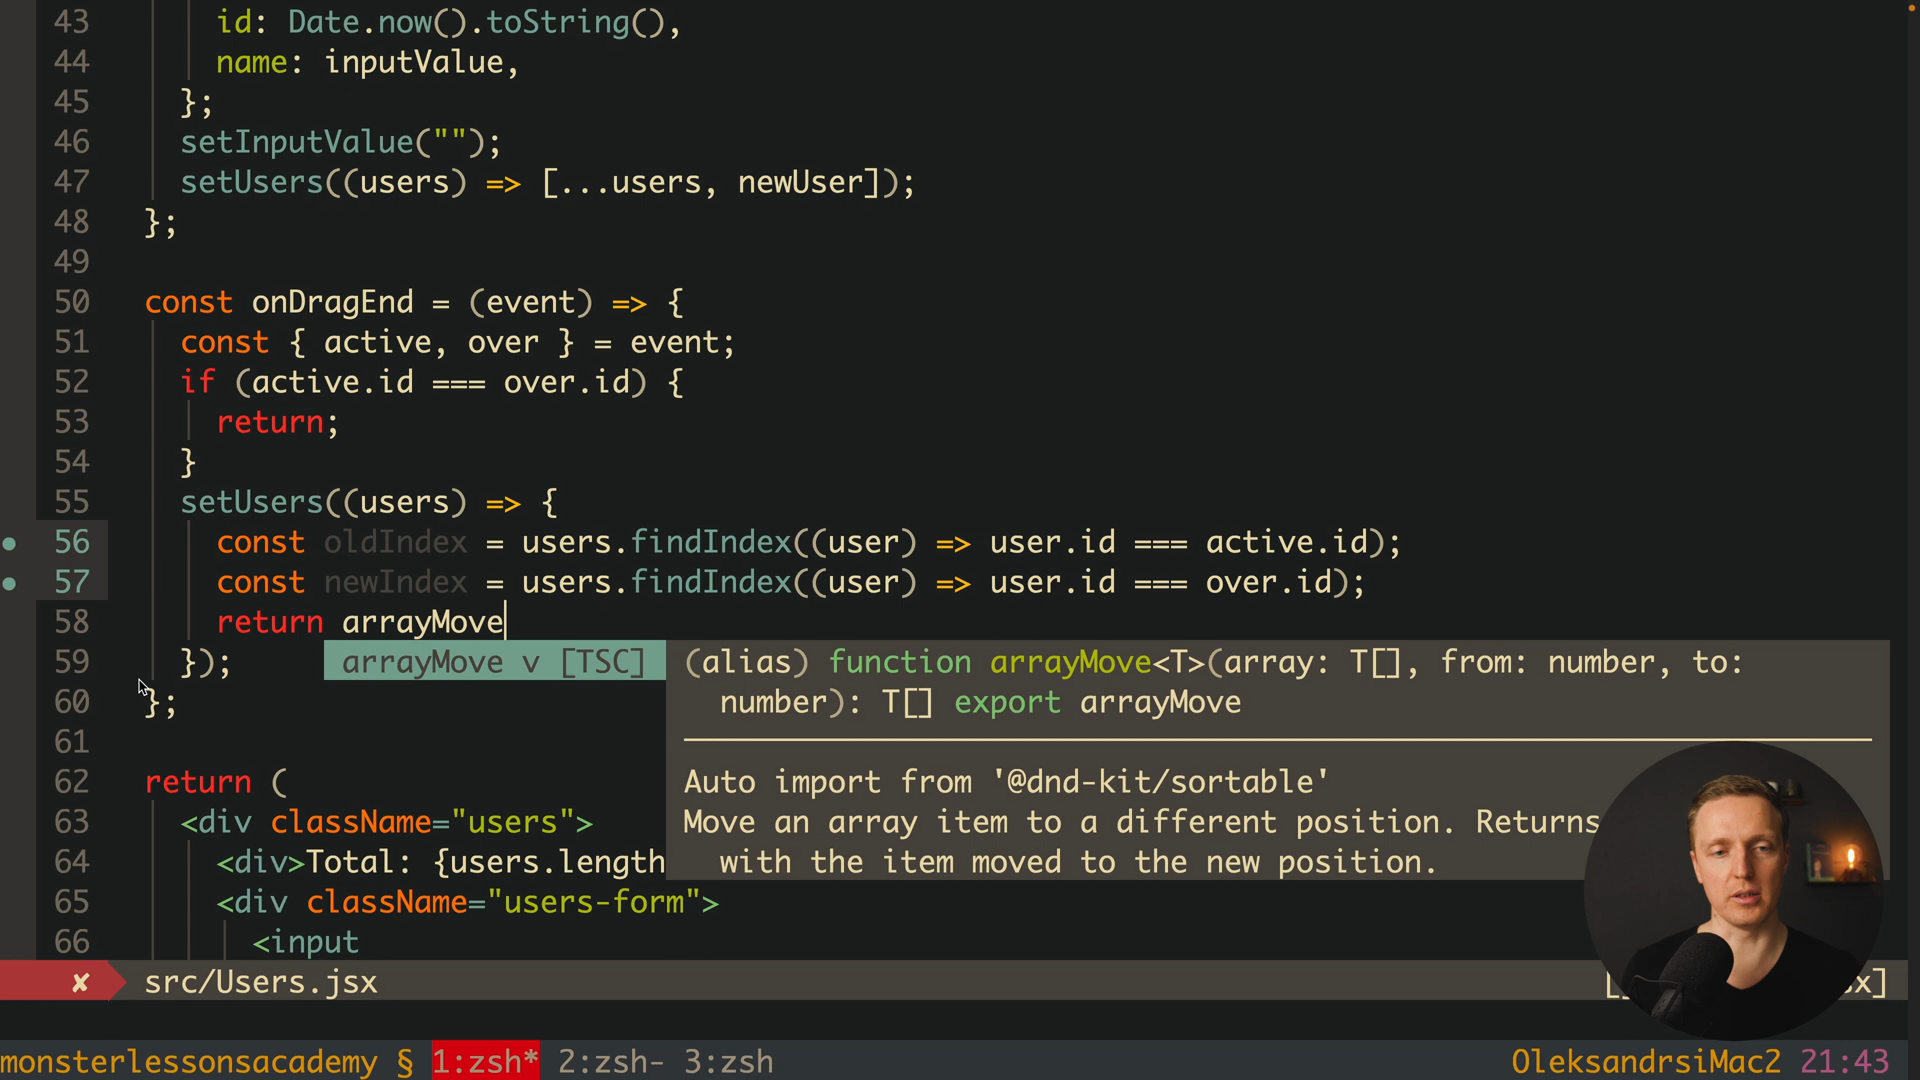 43 id: Date.now().toString(),
44 name: inputValue,
45 };
46 setInputValue("");
47 setUsers((users) => [...users, newUser]);
48 };
49
50 const onDragEnd = (event) => {
51 const { active, over } = event;
52 if (active.id === over.id) {
53 return;
54 }
55 setUsers((users) => {
56 const oldIndex = users.findIndex((user) => user.id === active.id);
57 const newIndex = users.findIndex((user) => user.id === over.id);
58 return arrayMove
59 });
arrayMove v [TSC]
(alias) function arrayMove<T>(array: T[], from: number, to:
number): T[] export arrayMove
Auto import from '@dnd-kit/sortable'
Move an array item to a different position. Returns
with the item moved to the new position.
60 };
61
62 return (
63 <div className="users">
64 <div>Total: {users.length
65 <div className="users-form">
66 <input
✘ src/Users.jsx
x]
monsterlessonsacademy § 1:zsh* 2:zsh- 3:zsh
OleksandrsiMac2 21:43